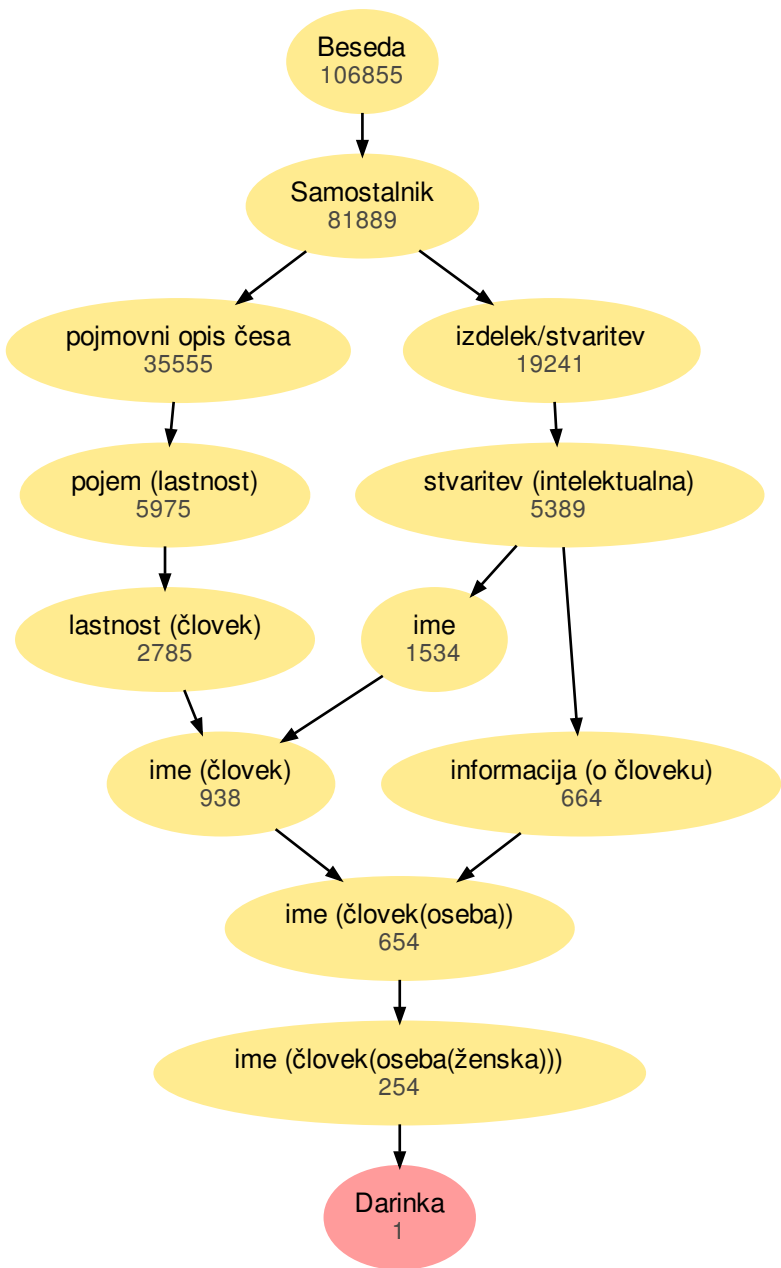 Beseda
106855
Samostalnik
81889
pojmovni opis česa
35555
izdelek/stvaritev
19241
pojem (lastnost)
5975
stvaritev (intelektualna)
5389
lastnost (človek)
2785
ime
1534
ime (človek)
938
informacija (o človeku)
664
ime (človek(oseba))
654
ime (človek(oseba(ženska)))
254
Darinka
1